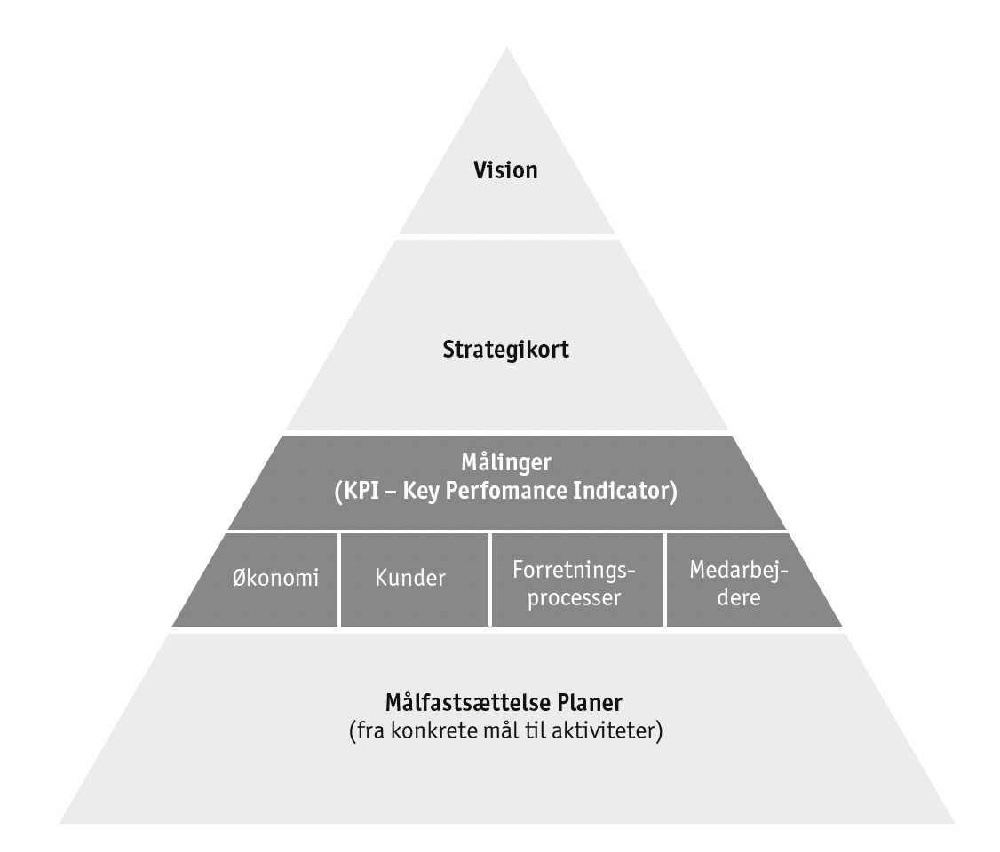 Vision
Strategikort
Målinger
(KPI – Key Perfomance Indicator)
Økonomi
Kunder
Forretnings-
processer
Medarbej-
dere
Målfastsættelse Planer
(fra konkrete mål til aktiviteter)